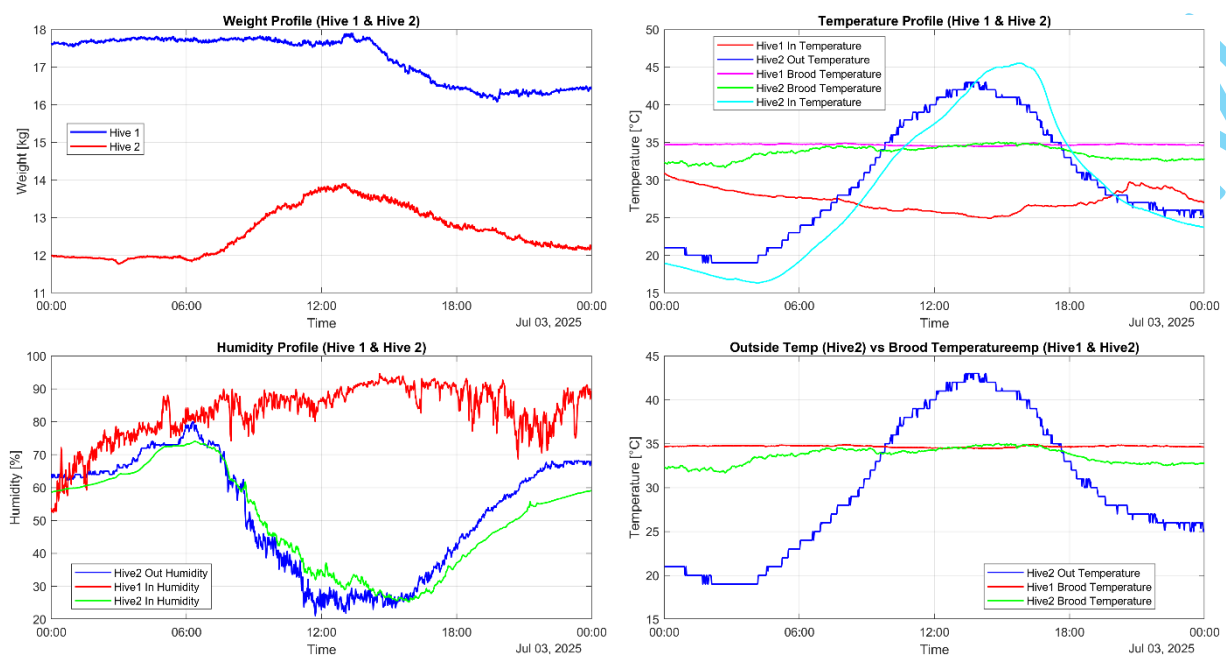 Weight Profile (Hive 1 & Hive 2)
18
17
16
15
14
13
12
11
Weight [kg]
Hive 1
Hive 2
00:00
06:00
12:00
18:00
00:00
Time
Jul 03, 2025
Temperature Profile (Hive 1 & Hive 2)
50
45
40
35
30
25
20
15
Temperature [°C]
Hive1 In Temperature
Hive2 Out Temperature
Hive1 Brood Temperature
Hive2 Brood Temperature
Hive2 In Temperature
00:00
06:00
12:00
18:00
00:00
Time
Jul 03, 2025
Humidity Profile (Hive 1 & Hive 2)
100
90
80
70
60
50
40
30
20
Humidity [%]
Hive2 Out Humidity
Hive1 In Humidity
Hive2 In Humidity
00:00
06:00
12:00
18:00
00:00
Time
Jul 03, 2025
Outside Temp (Hive2) vs Brood Temperatureemp (Hive1 & Hive2)
45
40
35
30
25
20
15
Temperature [°C]
Hive2 Out Temperature
Hive1 Brood Temperature
Hive2 Brood Temperature
00:00
06:00
12:00
18:00
00:00
Time
Jul 03, 2025